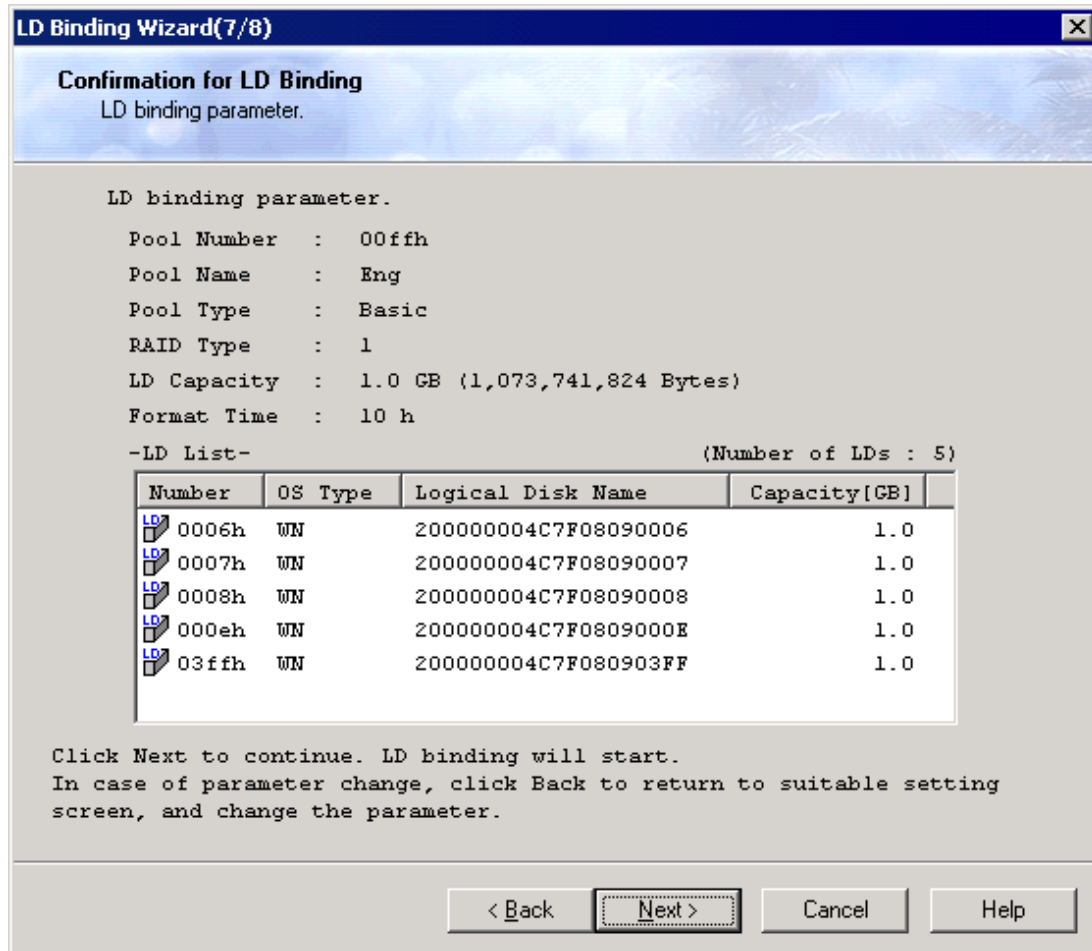 LD Binding Wizard(7/8)
Confirmation for LD Binding
LD binding parameter.
LD binding parameter.
Pool Number : 00ffh
Pool Name : Eng
Pool Type : Basic
RAID Type : 1
LD Capacity : 1.0 GB (1,073,741,824 Bytes)
Format Time : 10 h
-LD List- (Number of LDs : 5)
Number OS Type Logical Disk Name Capacity[GB]
LD 0006h WN 200000004C7F08090006 1.0
LD 0007h WN 200000004C7F08090007 1.0
LD 0008h WN 200000004C7F08090008 1.0
LD 000eh WN 200000004C7F0809000E 1.0
LD 03ffh WN 200000004C7F080903FF 1.0
Click Next to continue. LD binding will start.
In case of parameter change, click Back to return to suitable setting
screen, and change the parameter.
< Back Next > Cancel Help